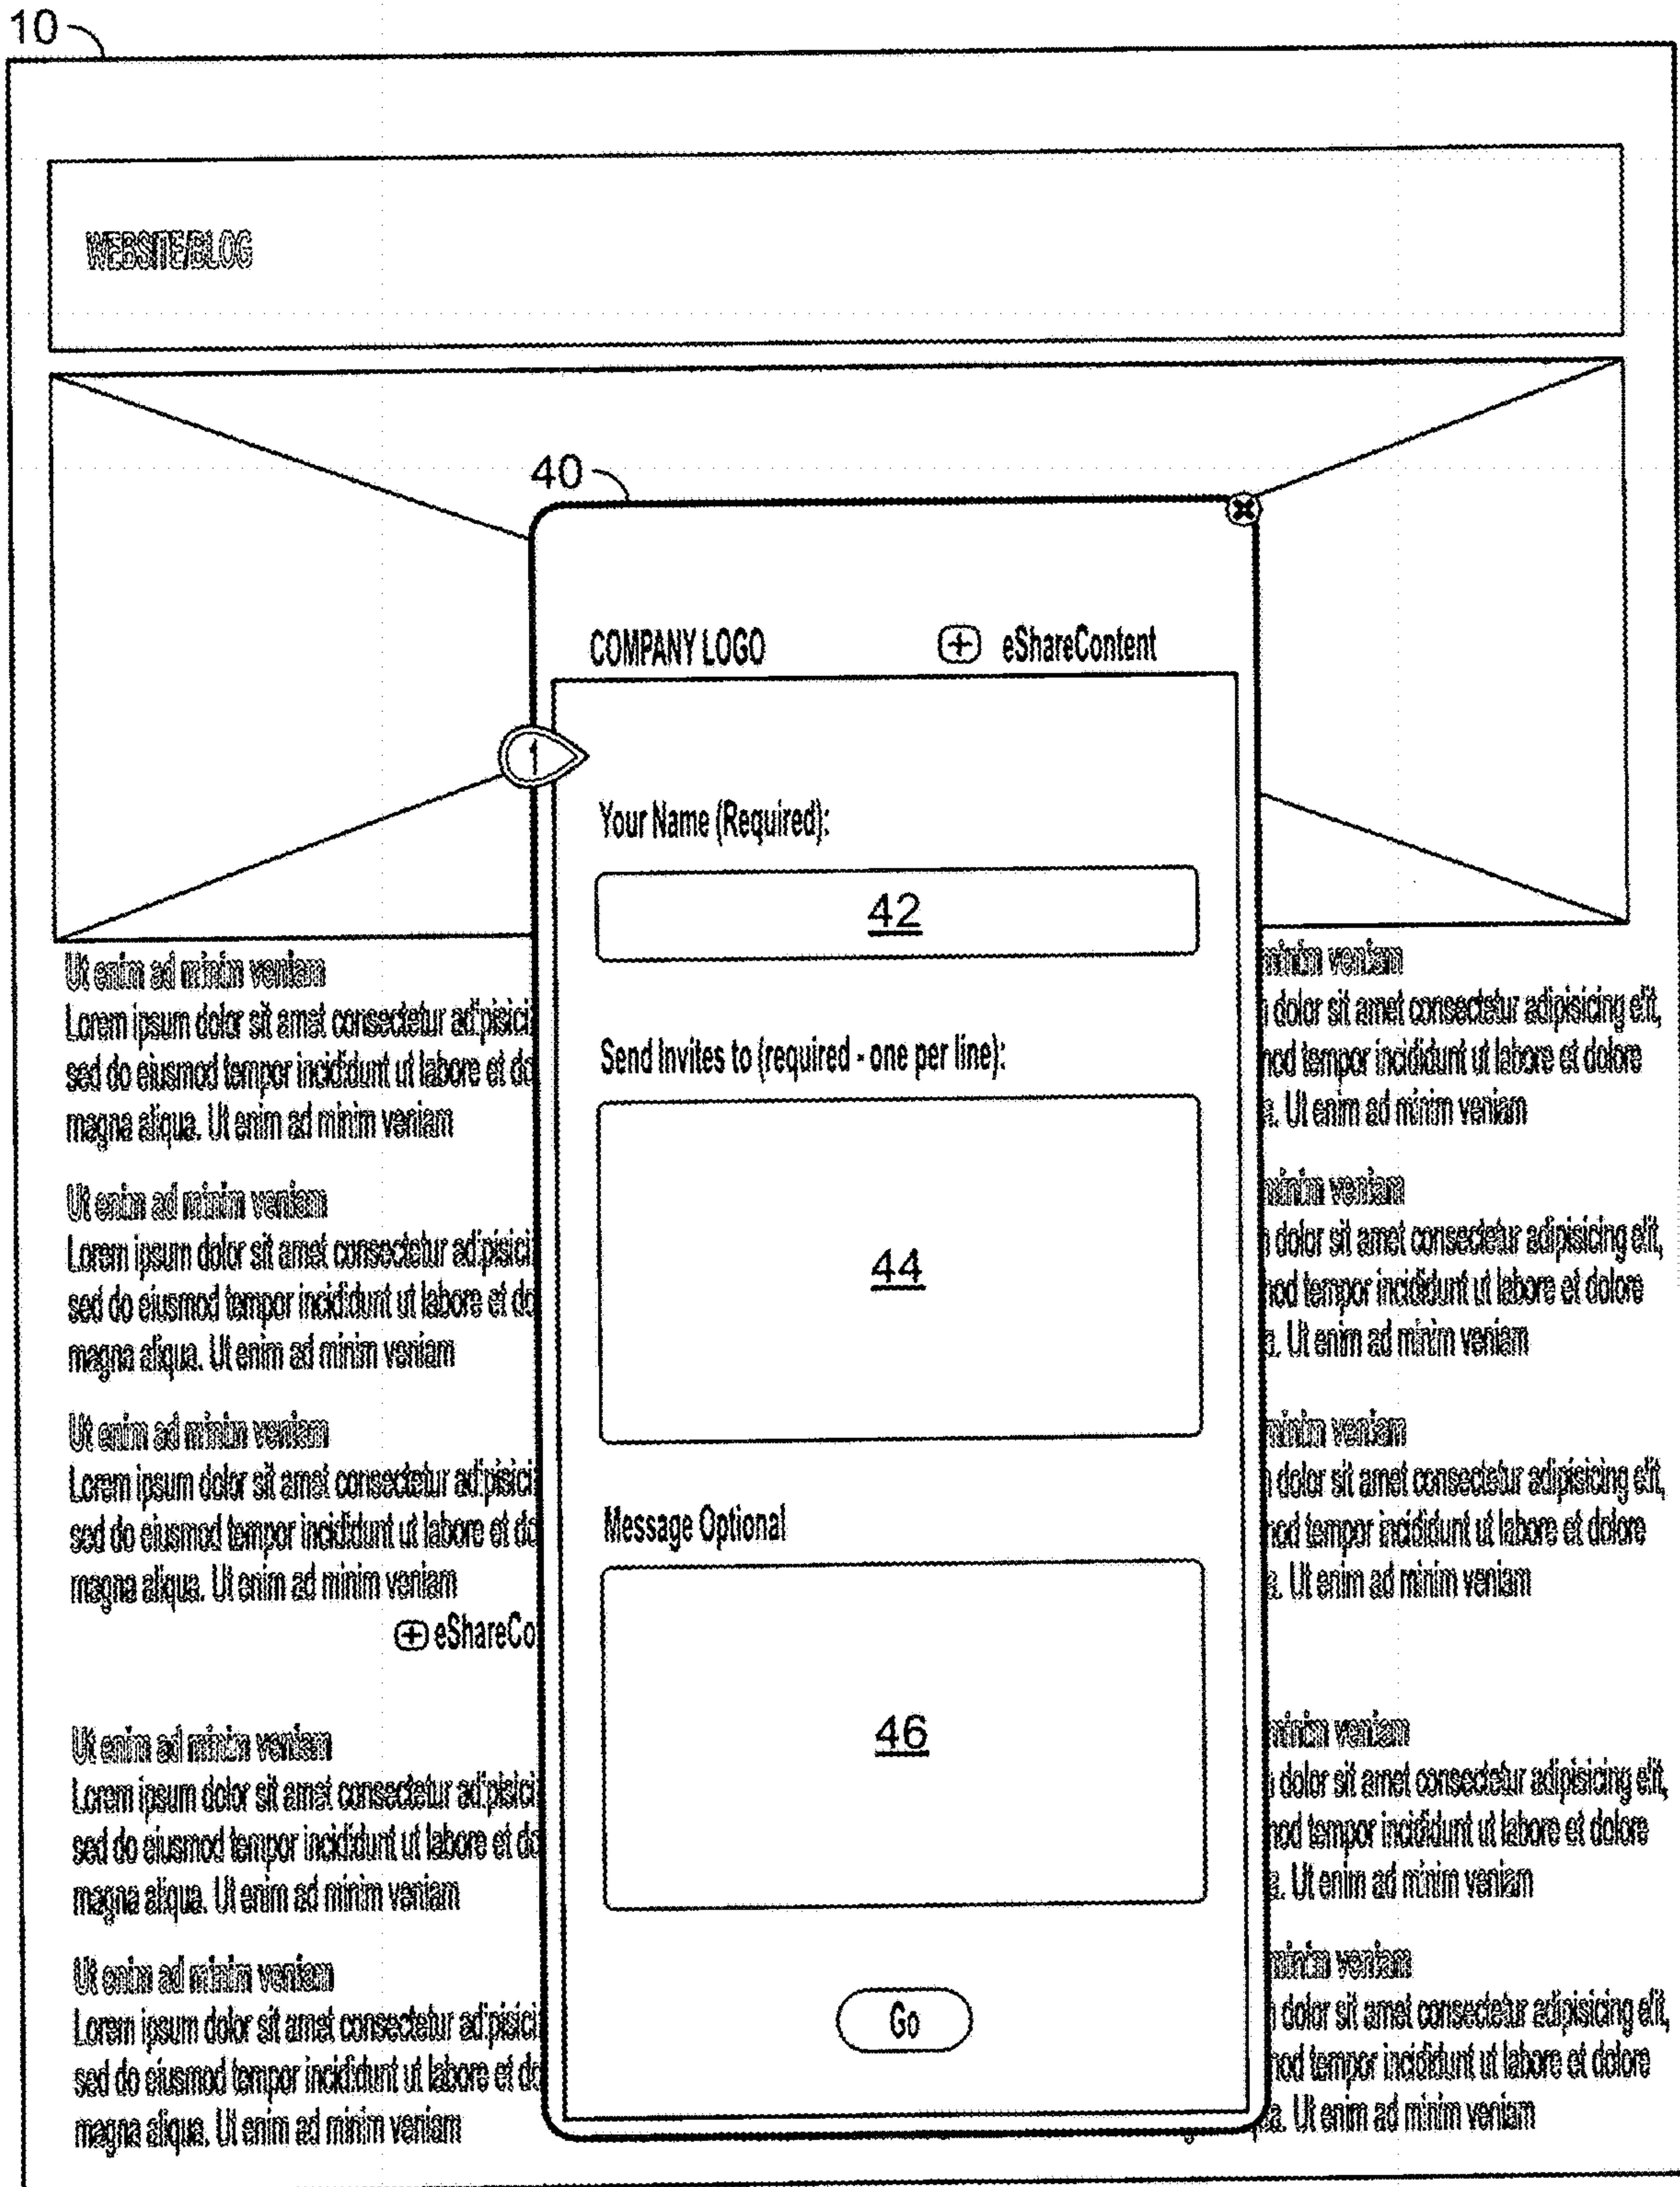 10
WEBSITE/BLOG
40
COMPANY LOGO
eShareContent
1
Your Name (Required):
42
Send Invites to (required - one per line):
44
Message Optional
46
Go
Ut enim ad minim veniam
Lorem ipsum dolor sit amet consectetur adipisici
sed do eiusmod tempor incididunt ut labore et do
magna aliqua. Ut enim ad minim veniam
Ut enim ad minim veniam
Lorem ipsum dolor sit amet consectetur adipisici
sed do eiusmod tempor incididunt ut labore et do
magna aliqua. Ut enim ad minim veniam
Ut enim ad minim veniam
Lorem ipsum dolor sit amet consectetur adipisici
sed do eiusmod tempor incididunt ut labore et do
magna aliqua. Ut enim ad minim veniam
eShareCo
Ut enim ad minim veniam
Lorem ipsum dolor sit amet consectetur adipisici
sed do eiusmod tempor incididunt ut labore et do
magna aliqua. Ut enim ad minim veniam
Ut enim ad minim veniam
Lorem ipsum dolor sit amet consectetur adipisici
sed do eiusmod tempor incididunt ut labore et do
magna aliqua. Ut enim ad minim veniam
minim veniam
dolor sit amet consectetur adipisicing elit,
mod tempor incididunt ut labore et dolore
a. Ut enim ad minim veniam
minim veniam
dolor sit amet consectetur adipisicing elit,
mod tempor incididunt ut labore et dolore
a. Ut enim ad minim veniam
minim veniam
dolor sit amet consectetur adipisicing elit,
mod tempor incididunt ut labore et dolore
a. Ut enim ad minim veniam
minim veniam
dolor sit amet consectetur adipisicing elit,
mod tempor incididunt ut labore et dolore
a. Ut enim ad minim veniam
minim veniam
dolor sit amet consectetur adipisicing elit,
mod tempor incididunt ut labore et dolore
a. Ut enim ad minim veniam